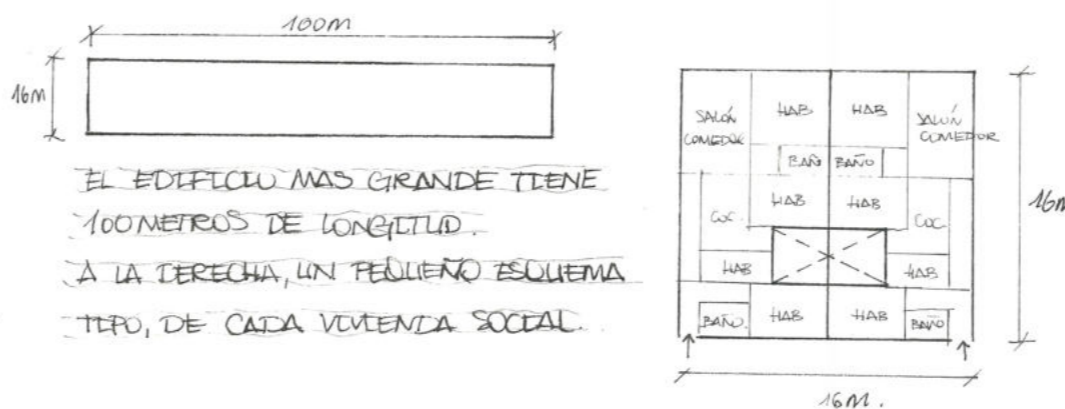 100M
16M
EL EDIFICIO MAS GRANDE TIENE
100 METROS DE LONGITUD.
A LA DERECHA, UN PEQUEÑO ESQUEMA
TIPO, DE CADA VIVIENDA SOCIAL.
SALÓN
COMEDOR
HAB
HAB
SALÓN
COMEDOR
BAÑO
BAÑO
HAB
HAB
COC.
COC
16M
HAB
HAB
BAÑO.
HAB
HAB
BAÑO
16M.